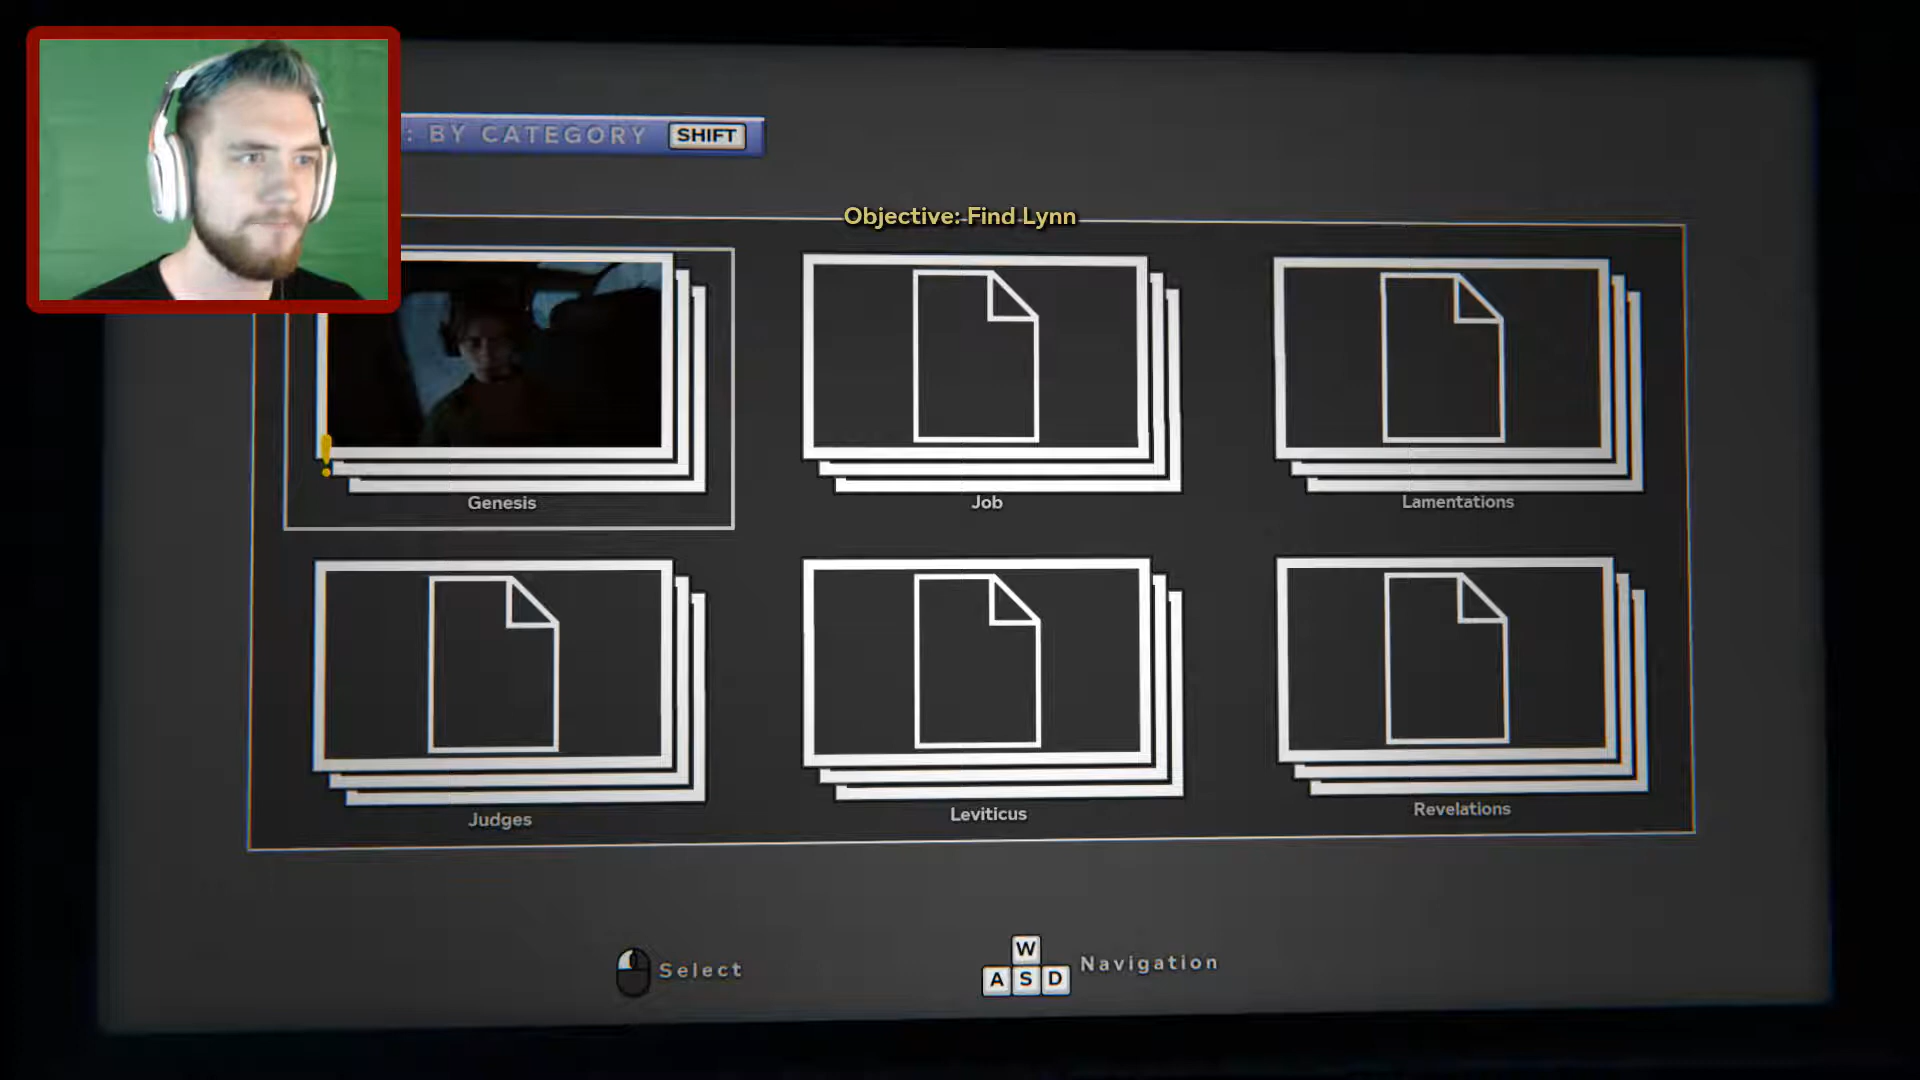 : BY CATEGORY SHIFT
Objective: Find Lynn
Genesis
Job
Lamentations
Judges
Leviticus
Revelations
Select
W
A S D
Navigation